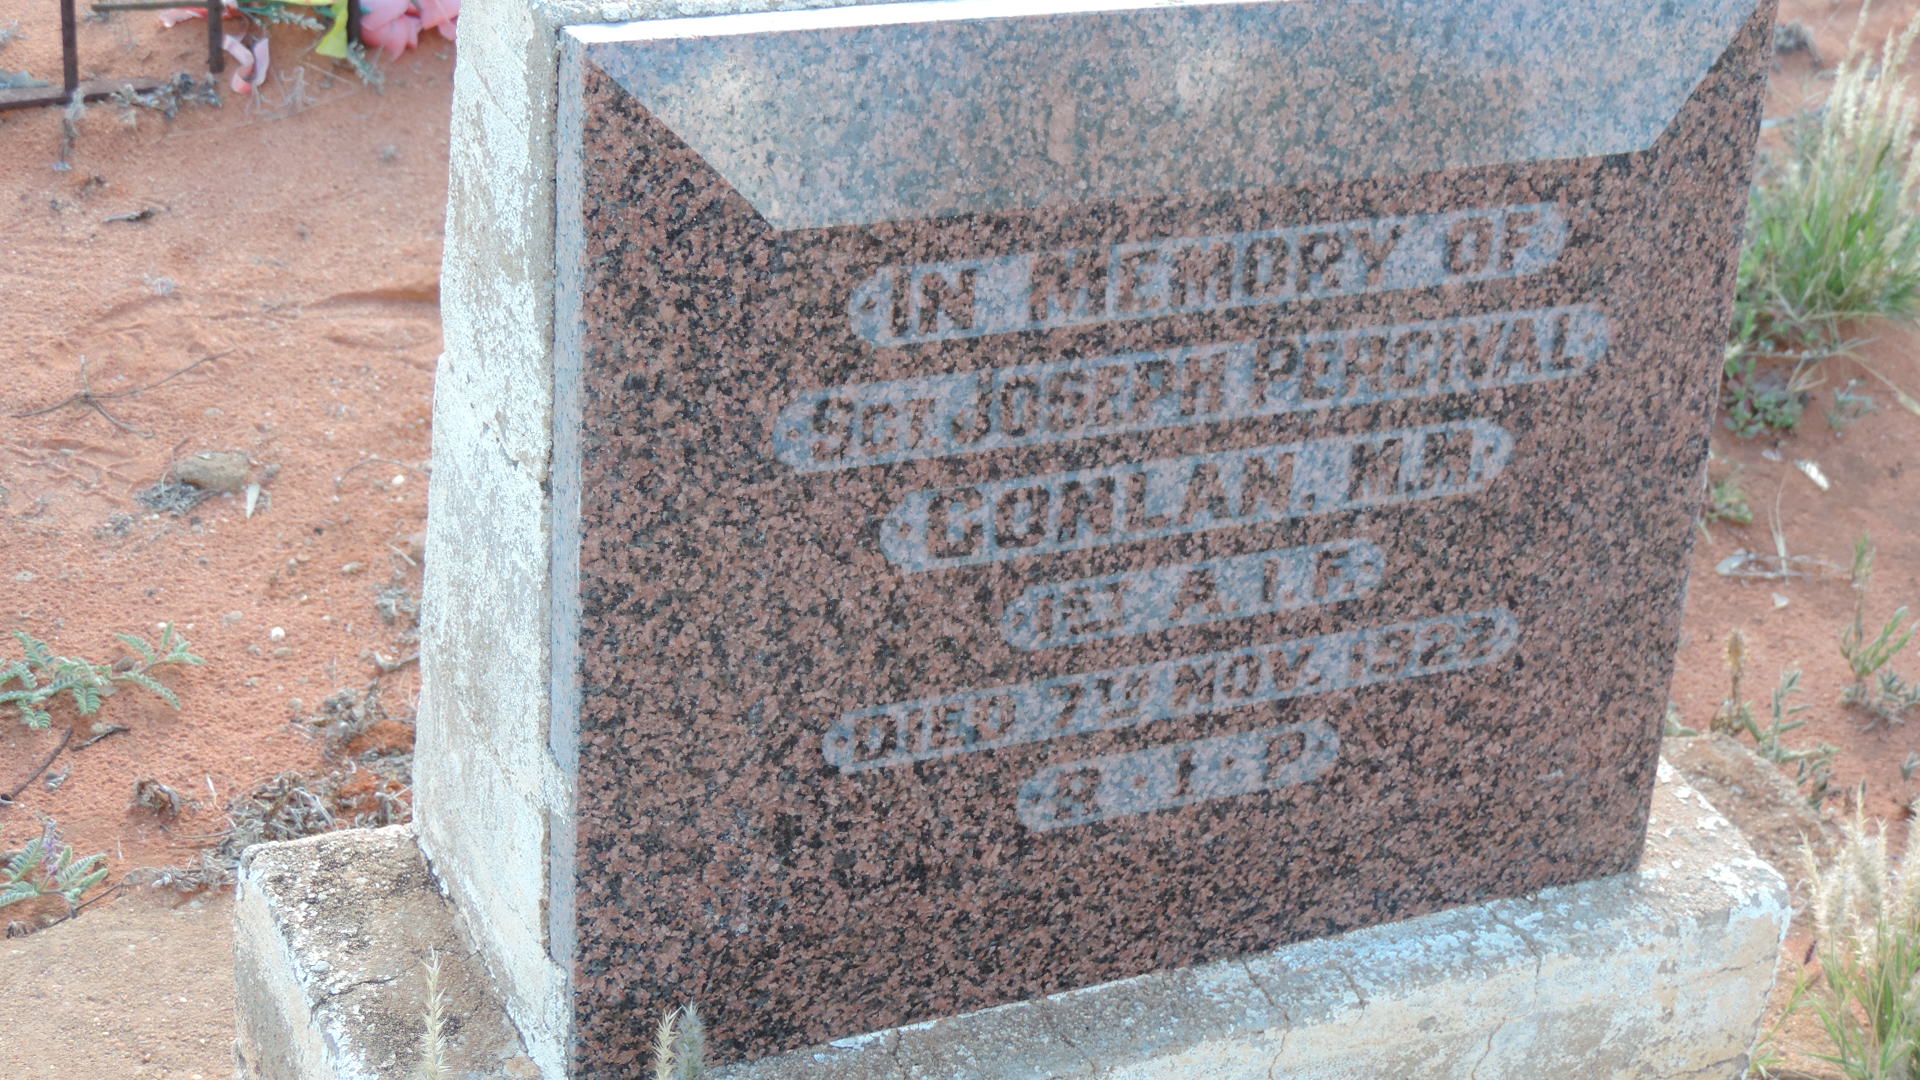 IN MEMORY OF
SGT. JOSEPH PERCIVAL
CONLAN. M.M
1ST A.I.F.
DIED 7TH NOV. 1922
R·I·P